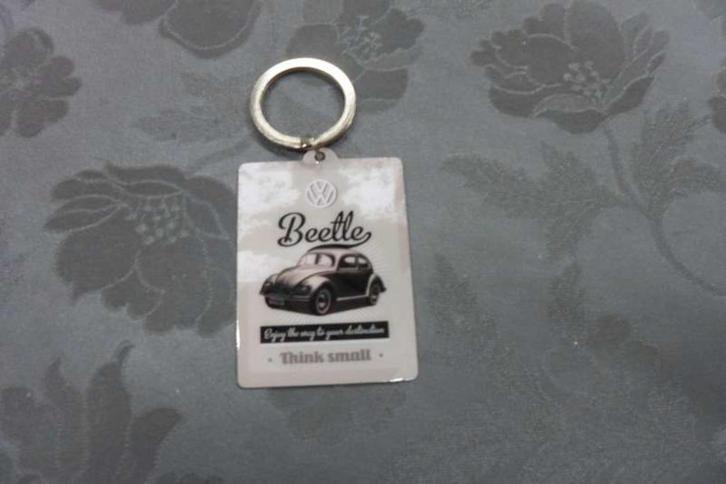 VW
Beetle
Enjoy the way to your destination
• Think small •